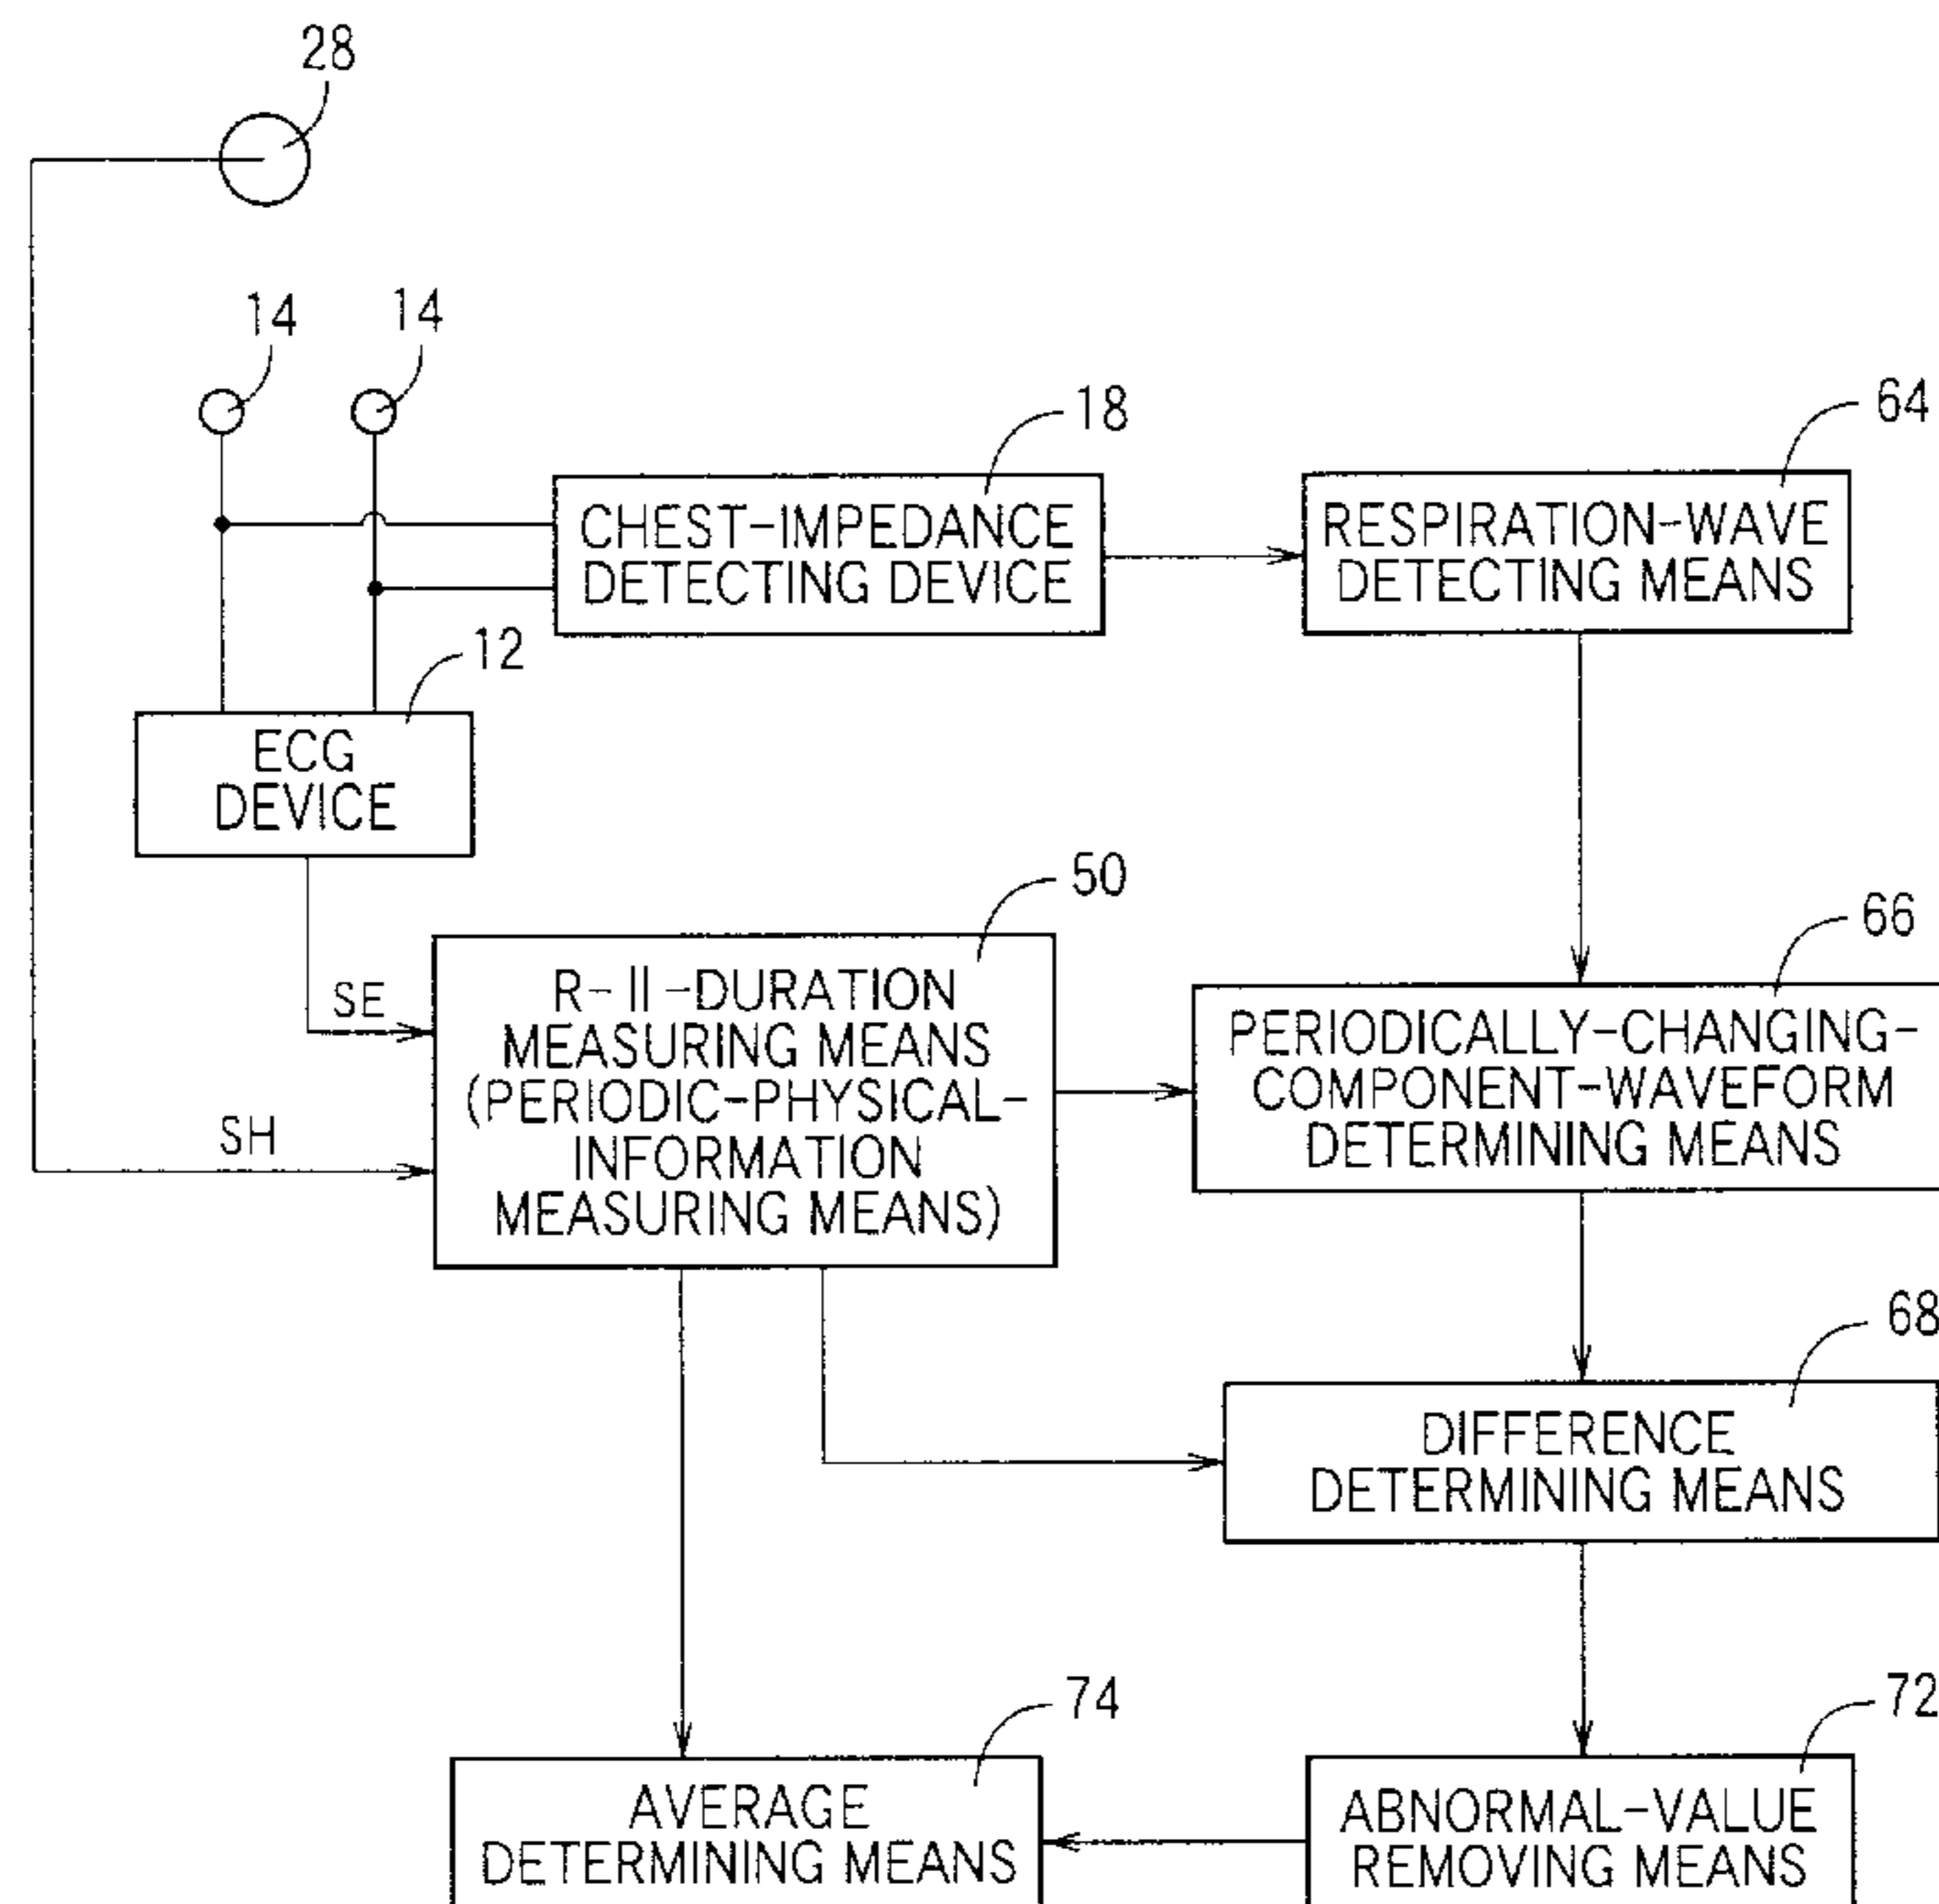 28
14
14
18
64
CHEST-IMPEDANCE
DETECTING DEVICE
RESPIRATION-WAVE
DETECTING MEANS
12
ECG
DEVICE
50
66
SE
SH
R-II-DURATION
MEASURING MEANS
(PERIODIC-PHYSICAL-
INFORMATION
MEASURING MEANS)
PERIODICALLY-CHANGING-
COMPONENT-WAVEFORM
DETERMINING MEANS
68
DIFFERENCE
DETERMINING MEANS
74
72
AVERAGE
DETERMINING MEANS
ABNORMAL-VALUE
REMOVING MEANS